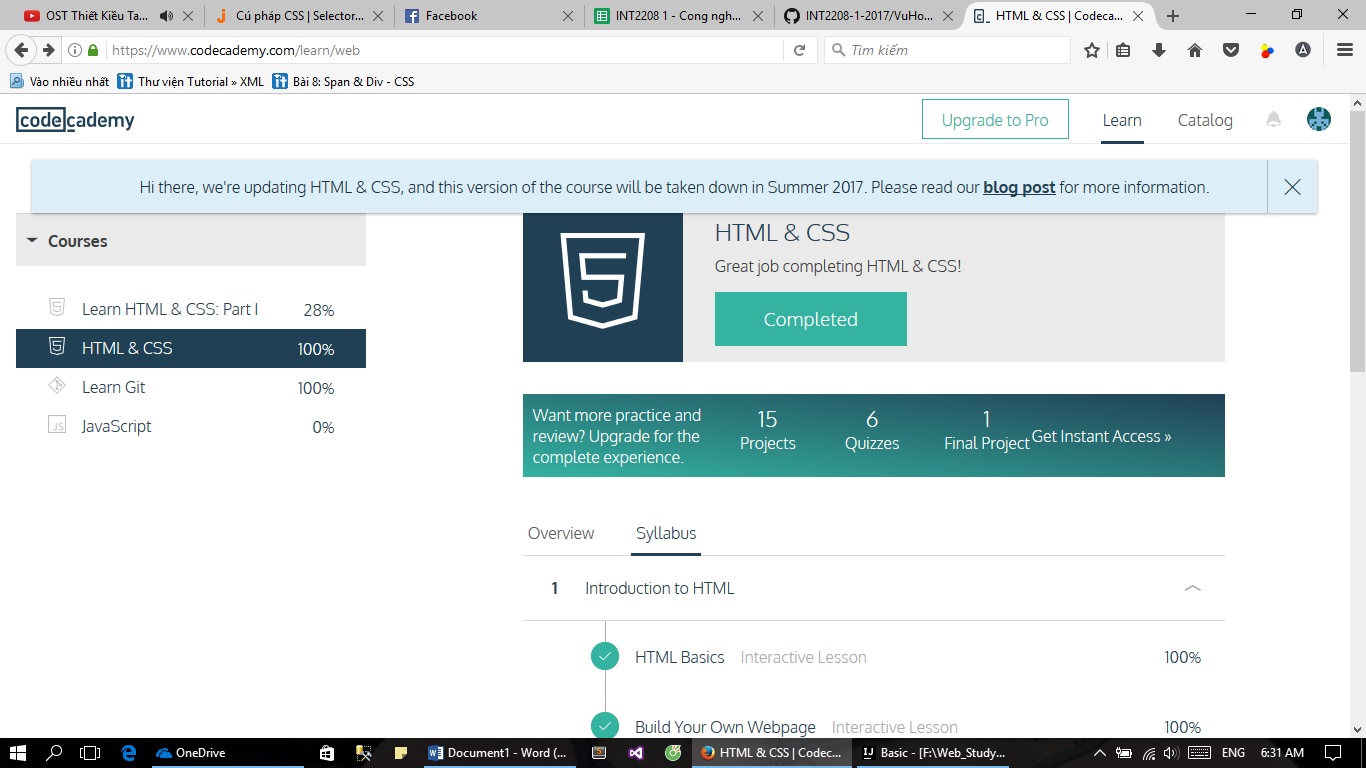 OST Thiết Kiều Ta...
Cú pháp CSS | Selector...
Facebook
INT2208 1 - Cong ngh...
INT2208-1-2017/VuHo...
HTML & CSS | Codeca...
https://www.codecademy.com/learn/web
Tìm kiếm
Vào nhiều nhất
Thư viện Tutorial » XML
Bài 8: Span & Div - CSS
codecademy
Upgrade to Pro
Learn
Catalog
Hi there, we're updating HTML & CSS, and this version of the course will be taken down in Summer 2017. Please read our blog post for more information.
Courses
Learn HTML & CSS: Part I 28%
HTML & CSS 100%
Learn Git 100%
JavaScript 0%
HTML & CSS
Great job completing HTML & CSS!
Completed
Want more practice and
review? Upgrade for the
complete experience.
15
Projects
6
Quizzes
1
Final Project
Get Instant Access »
Overview
Syllabus
1 Introduction to HTML
HTML Basics Interactive Lesson 100%
Build Your Own Webpage Interactive Lesson 100%
OneDrive
Document1 - Word (...
HTML & CSS | Codec...
Basic - [F:\Web_Study...
ENG
6:31 AM